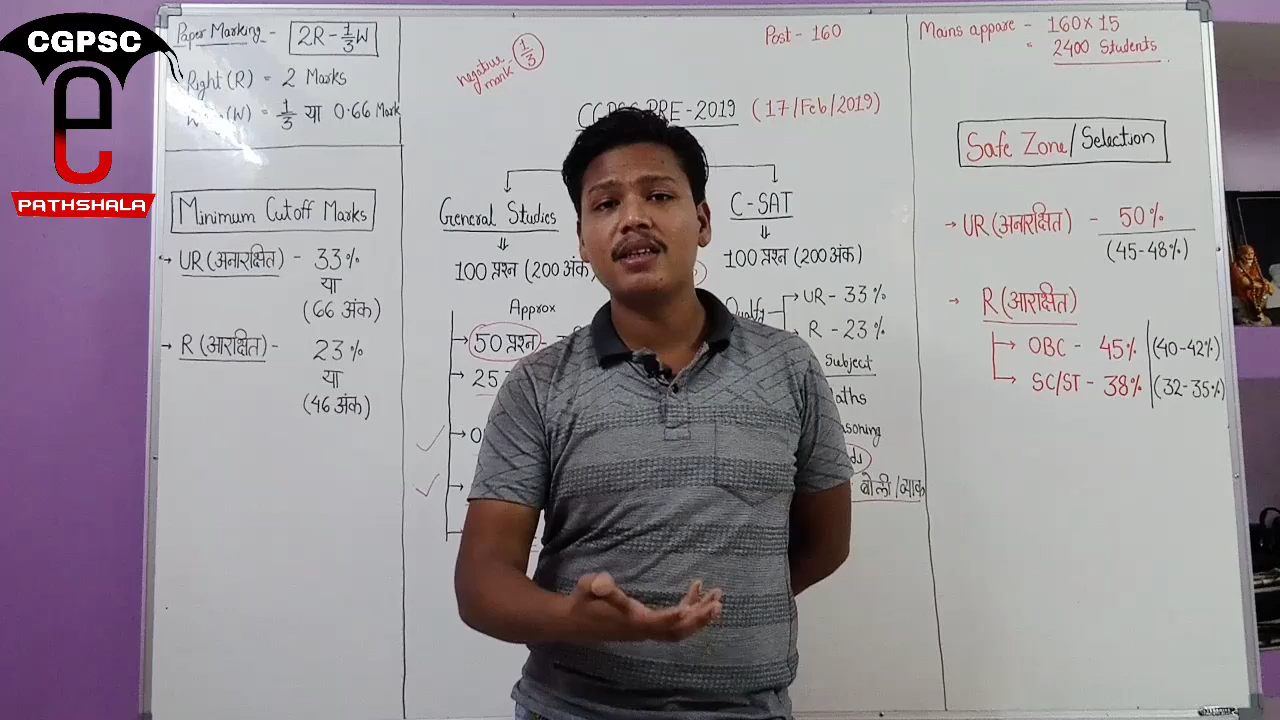 CGPSC
e
PATHSHALA
Paper Marking - 2R - 1/3 W
Right (R) = 2 Marks
(W) = 1/3 या 0.66 Mark
Minimum Cutoff Marks
→ UR (अनारक्षित) - 33%
या
(66 अंक)
→ R (आरक्षित) - 23%
या
(46 अंक)
negative mark - 1/3
Post - 160
CGPSC PRE - 2019 (17/Feb/2019)
General Studies
⇓
100 प्रश्न (200 अंक)
Approx
→ 50 प्रश्न -
→ 25 -
C-SAT
⇓
100 प्रश्न (200 अंक)
Qualify → UR - 33%
→ R - 23%
Subject
बोली / व्याक
Mains appare - 160 x 15
= 2400 Students
Safe Zone / Selection
→ UR (अनारक्षित) - 50%
(45-48%)
→ R (आरक्षित)
→ OBC - 45% (40-42%)
→ SC/ST - 38% (32-35%)